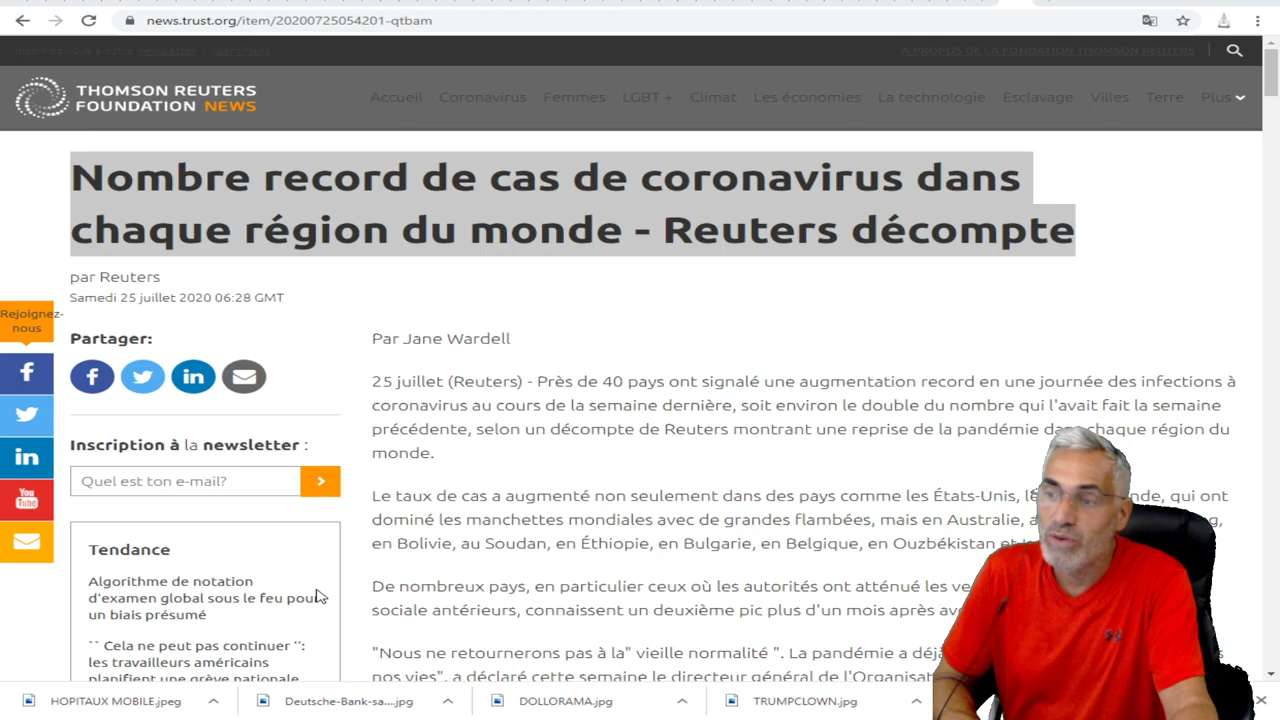 news.trust.org/item/20200725054201-qtbam
Inscrivez-vous à notre newsletter | Identifiant
A PROPOS DE LA FONDATION THOMSON REUTERS
THOMSON REUTERS
FOUNDATION NEWS
Accueil Coronavirus Femmes LGBT + Climat Les économies La technologie Esclavage Villes Terre Plus
Nombre record de cas de coronavirus dans
chaque région du monde - Reuters décompte
par Reuters
Samedi 25 juillet 2020 06:28 GMT
Rejoignez-
nous
Partager:
Inscription à la newsletter :
Quel est ton e-mail?
Tendance
Algorithme de notation
d'examen global sous le feu pour
un biais présumé
`` Cela ne peut pas continuer '':
les travailleurs américains
planifient une grève nationale
Par Jane Wardell
25 juillet (Reuters) - Près de 40 pays ont signalé une augmentation record en une journée des infections à
coronavirus au cours de la semaine dernière, soit environ le double du nombre qui l'avait fait la semaine
précédente, selon un décompte de Reuters montrant une reprise de la pandémie dans chaque région du
monde.
Le taux de cas a augmenté non seulement dans des pays comme les États-Unis, qui ont
dominé les manchettes mondiales avec de grandes flambées, mais en Australie,
en Bolivie, au Soudan, en Éthiopie, en Bulgarie, en Belgique, en Ouzbékistan et
De nombreux pays, en particulier ceux où les autorités ont atténué les
sociale antérieurs, connaissent un deuxième pic plus d'un mois après
"Nous ne retournerons pas à la" vieille normalité ". La pandémie a
nos vies", a déclaré cette semaine le directeur général de
You
Tube
HOPITAUX MOBILE.jpeg
Deutsche-Bank-sa....jpg
DOLLORAMA.jpg
TRUMPCLOWN.jpg